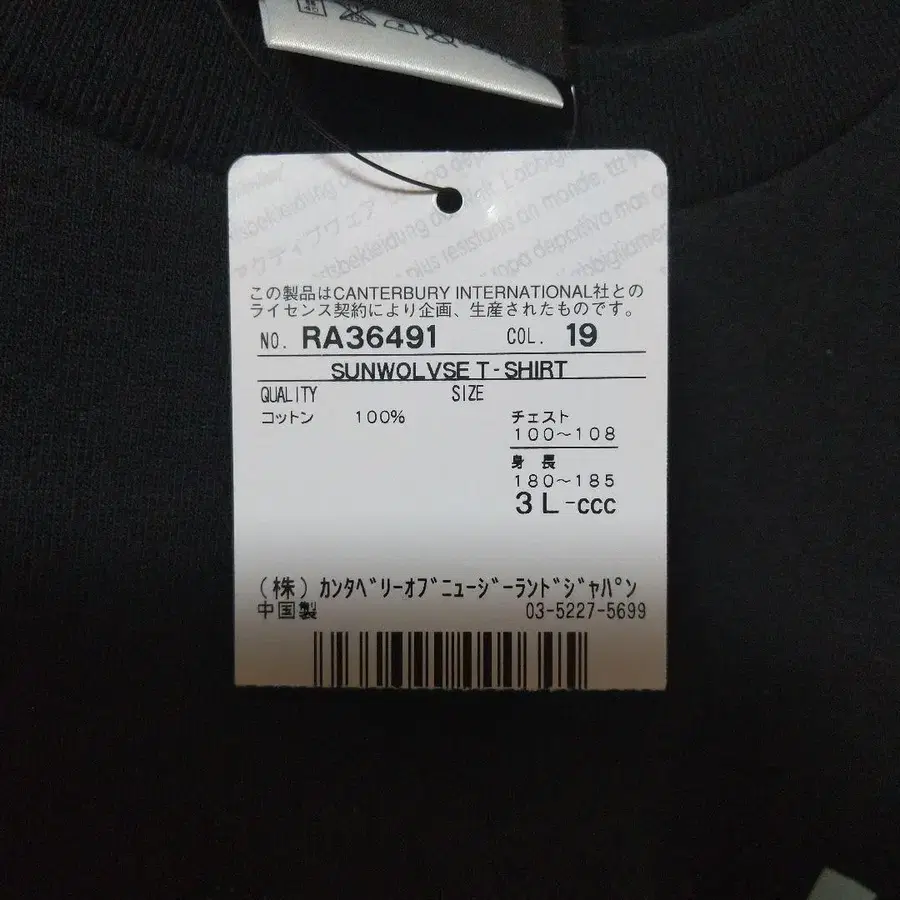 この製品はCANTERBURY INTERNATIONAL社との
ライセンス契約により企画、生産されたものです。
NO. RA36491 COL. 19
SUNWOLVSE T-SHIRT
QUALITY SIZE
コットン 100% チェスト
100～108
身長
180～185
3L-ccc
(株)ｶﾝﾀﾍﾞﾘｰｵﾌﾞﾆｭｰｼﾞｰﾗﾝﾄﾞｼﾞｬﾊﾟﾝ
中国製 03-5227-5699